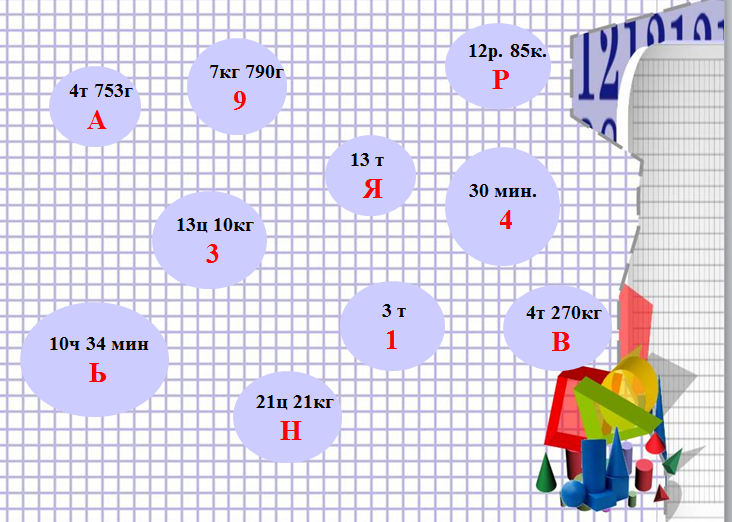 12р. 85к.
Р
7кг 790г
9
4т 753г
А
13 т
Я
30 мин.
4
13ц 10кг
3
3 т
1
4т 270кг
В
10ч 34 мин
Ь
21ц 21кг
Н